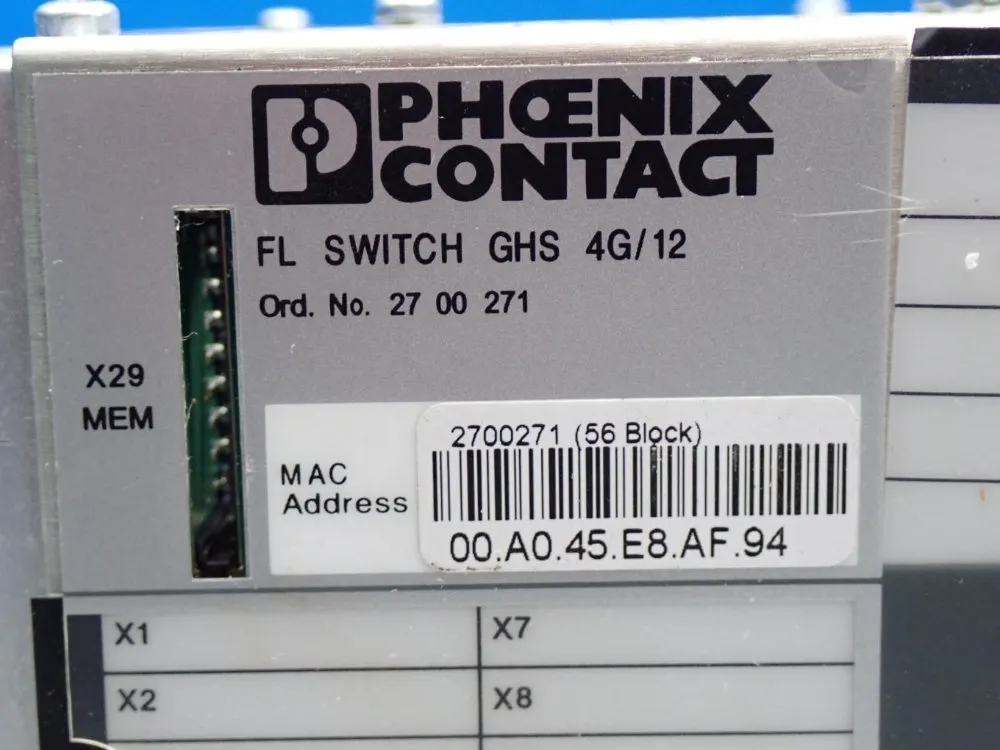 PHŒNIX
CONTACT
FL SWITCH GHS 4G/12
Ord. No. 27 00 271
X29
MEM
2700271 (56 Block)
MAC
Address
00.A0.45.E8.AF.94
X1
X7
X2
X8